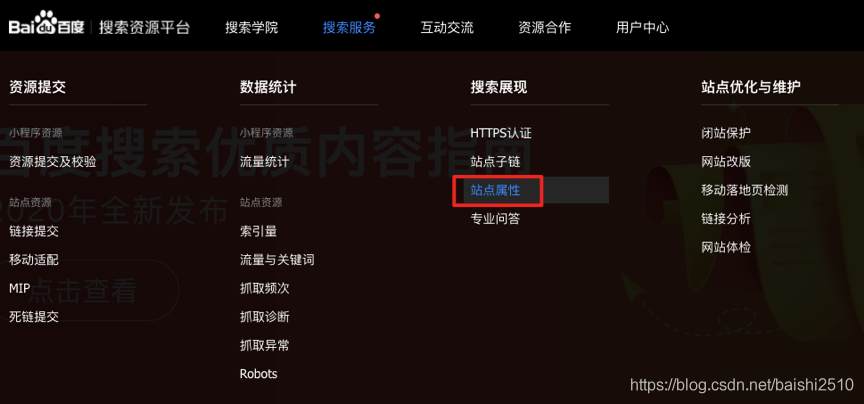 Bai百度 搜索资源平台 搜索学院 搜索服务 互动交流 资源合作 用户中心
资源提交
小程序资源
资源提交及校验
站点资源
链接提交
移动适配
MIP
死链提交
数据统计
小程序资源
流量统计
站点资源
索引量
流量与关键词
抓取频次
抓取诊断
抓取异常
Robots
搜索展现
HTTPS认证
站点子链
站点属性
专业问答
站点优化与维护
闭站保护
网站改版
移动落地页检测
链接分析
网站体检
百度搜索优质内容指南
2020年全新发布
点击查看
https://blog.csdn.net/baishi2510